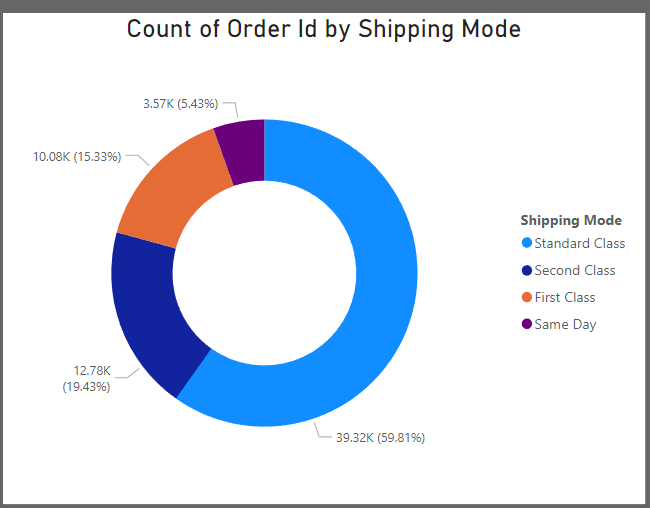 Count of Order Id by Shipping Mode
3.57K (5.43%)
10.08K (15.33%)
12.78K
(19.43%)
39.32K (59.81%)
Shipping Mode
Standard Class
Second Class
First Class
Same Day